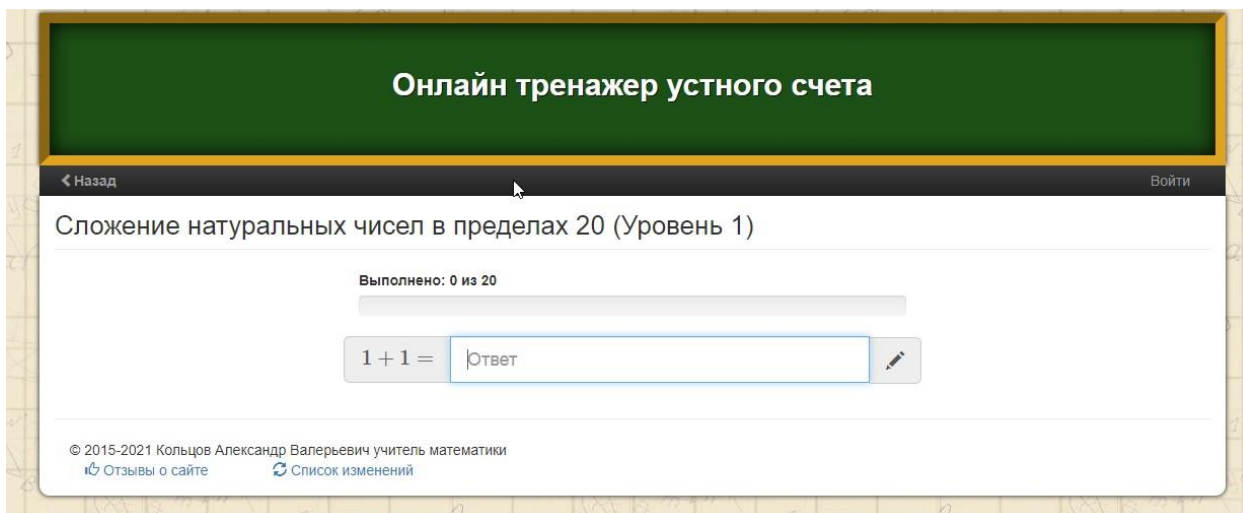 Онлайн тренажер устного счета
Назад
Войти
Сложение натуральных чисел в пределах 20 (Уровень 1)
Выполнено: 0 из 20
1 + 1 = Ответ
© 2015-2021 Кольцов Александр Валерьевич учитель математики
Отзывы о сайте Список изменений